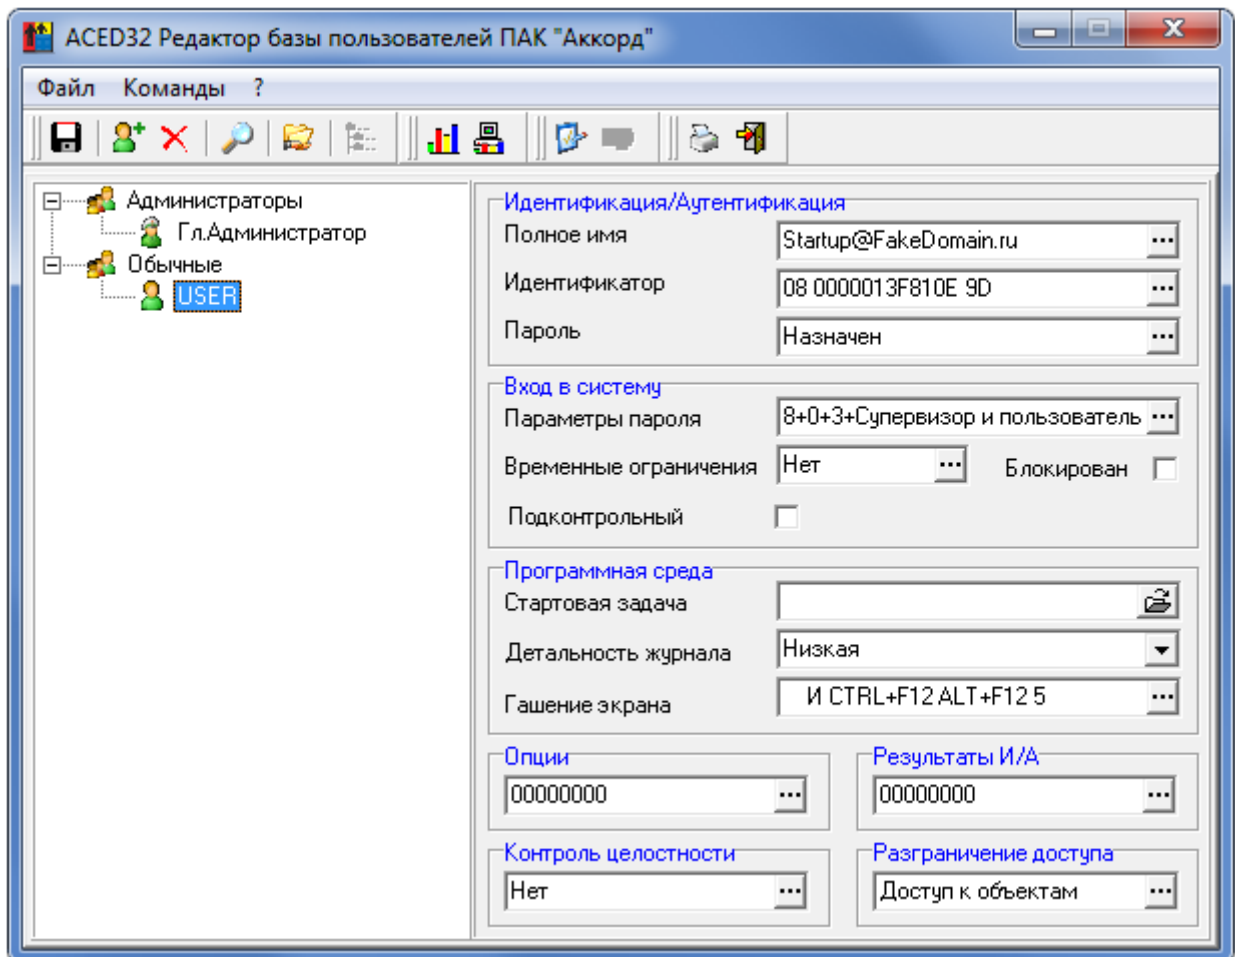 ACED32 Редактор базы пользователей ПАК "Аккорд"
Файл Команды ?
Администраторы
Гл.Администратор
Обычные
USER
Идентификация/Аутентификация
Полное имя Startup@FakeDomain.ru
Идентификатор 08 0000013F810E 9D
Пароль Назначен
Вход в систему
Параметры пароля 8+0+3+Супервизор и пользователь
Временные ограничения Нет Блокирован
Подконтрольный
Программная среда
Стартовая задача
Детальность журнала Низкая
Гашение экрана И CTRL+F12 ALT+F12 5
Опции Результаты И/А
00000000 00000000
Контроль целостности Разграничение доступа
Нет Доступ к объектам